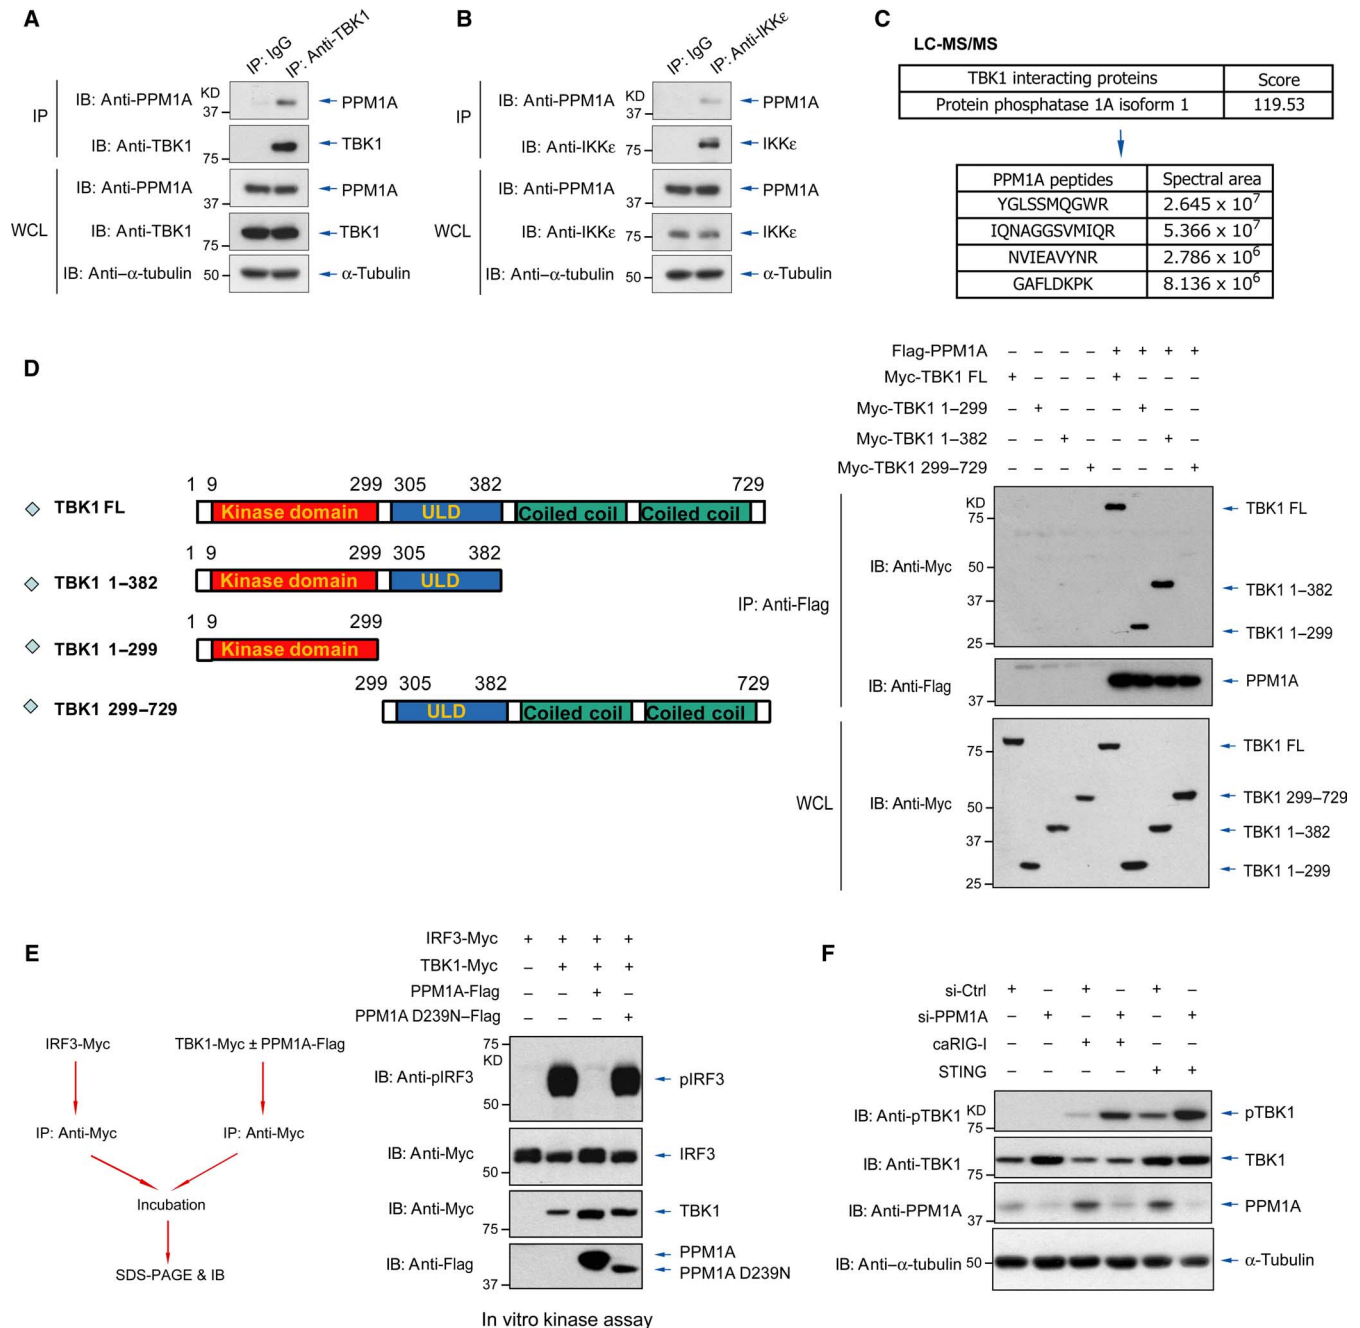 A
IP: IgG
IP: Anti-TBK1
IP
IB: Anti-PPM1A
KD
37
PPM1A
IB: Anti-TBK1
75
TBK1
WCL
IB: Anti-PPM1A
37
PPM1A
IB: Anti-TBK1
75
TBK1
IB: Anti–α-tubulin
50
α-Tubulin
B
IP: IgG
IP: Anti-IKKε
IP
IB: Anti-PPM1A
KD
37
PPM1A
IB: Anti-IKKε
75
IKKε
WCL
IB: Anti-PPM1A
37
PPM1A
IB: Anti-IKKε
75
IKKε
IB: Anti–α-tubulin
50
α-Tubulin
C
LC-MS/MS
TBK1 interacting proteins Score
Protein phosphatase 1A isoform 1 119.53
PPM1A peptides Spectral area
YGLSSMQGWR 2.645 x 10⁷
IQNAGGSVMIQR 5.366 x 10⁷
NVIEAVYNR 2.786 x 10⁶
GAFLDKPK 8.136 x 10⁶
D
1 9 299 305 382 729
TBK1 FL Kinase domain ULD Coiled coil Coiled coil
1 9 299 305 382
TBK1 1–382 Kinase domain ULD
1 9 299
TBK1 1–299 Kinase domain
299 305 382 729
TBK1 299–729 ULD Coiled coil Coiled coil
Flag-PPM1A – – – – + + + +
Myc-TBK1 FL + – – – + – – –
Myc-TBK1 1–299 – + – – – + – –
Myc-TBK1 1–382 – – + – – – + –
Myc-TBK1 299–729 – – – + – – – +
IP: Anti-Flag
IB: Anti-Myc
KD
75
50
37
25
TBK1 FL
TBK1 1–382
TBK1 1–299
IB: Anti-Flag
37
PPM1A
WCL
IB: Anti-Myc
75
50
37
25
TBK1 FL
TBK1 299–729
TBK1 1–382
TBK1 1–299
E
IRF3-Myc TBK1-Myc ± PPM1A-Flag
IP: Anti-Myc IP: Anti-Myc
Incubation
SDS-PAGE & IB
IRF3-Myc + + + +
TBK1-Myc – + + +
PPM1A-Flag – – + –
PPM1A D239N–Flag – – – +
IB: Anti-pIRF3
75
KD
50
pIRF3
IB: Anti-Myc
50
IRF3
IB: Anti-Myc
75
TBK1
IB: Anti-Flag
37
PPM1A
PPM1A D239N
In vitro kinase assay
F
si-Ctrl + – + – + –
si-PPM1A – + – + – +
caRIG-I – – + + – –
STING – – – – + +
IB: Anti-pTBK1
KD
75
pTBK1
IB: Anti-TBK1
75
TBK1
IB: Anti-PPM1A
37
PPM1A
IB: Anti–α-tubulin
50
α-Tubulin